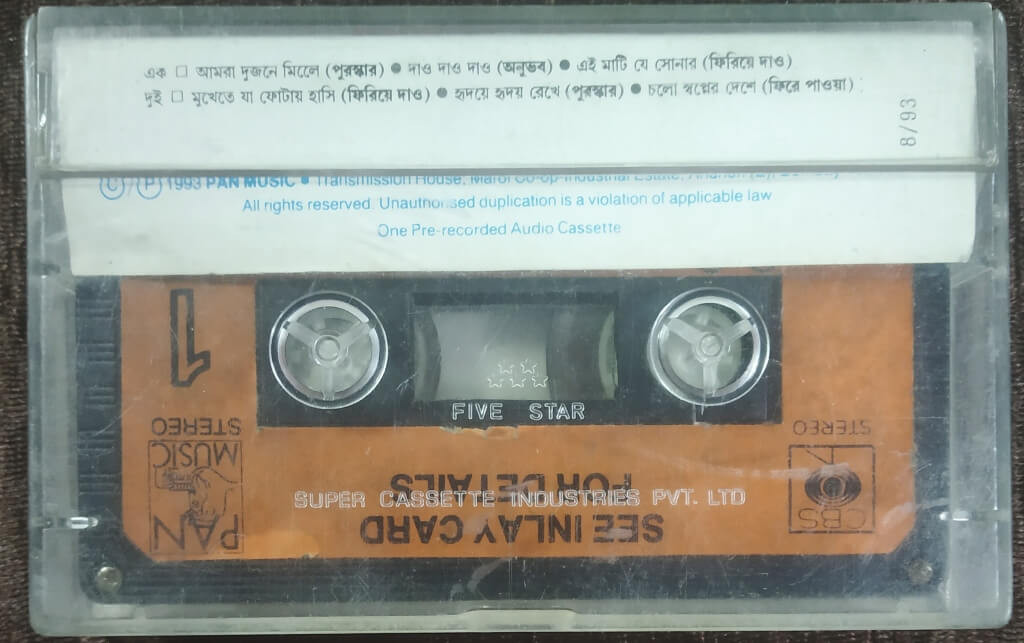 এক □ আমরা দুজনে মিলে (পুরস্কার) ● দাও দাও দাও (অনুভব) ● এই মাটি যে সোনার (ফিরিয়ে দাও)
দুই □ মুখেতে যা ফোটায় হাসি (ফিরিয়ে দাও) ● হৃদয়ে হৃদয় রেখে (পুরস্কার) ● চলো স্বপ্নের দেশে (ফিরে পাওয়া)
8/93
Ⓒ/Ⓟ 1993 PAN MUSIC ● Transmission House, Marol Co-op-Industrial Estate, Andheri (E),
All rights reserved. Unauthorised duplication is a violation of applicable law
One Pre-recorded Audio Cassette
1
FIVE STAR
STEREO
STEREO
PAN MUSIC
CBS
SUPER CASSETTE INDUSTRIES PVT. LTD
SEE INLAY CARD
FOR DETAILS